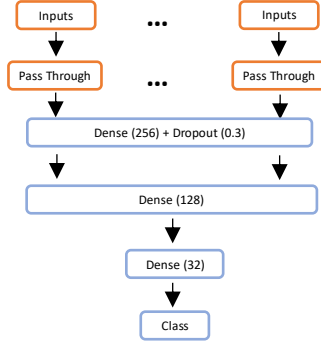 Inputs ... Inputs
Pass Through ... Pass Through
Dense (256) + Dropout (0.3)
Dense (128)
Dense (32)
Class